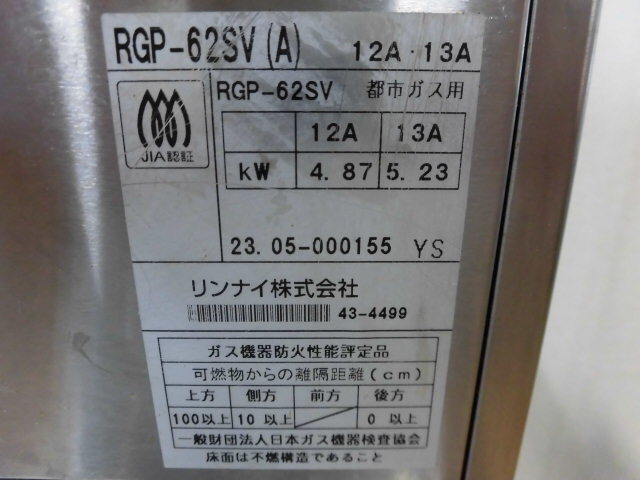 RGP-62SV(A) 12A・13A
RGP-62SV 都市ガス用
JIA認証
12A 13A
kW 4.87 5.23
23.05-000155 YS
リンナイ株式会社
43-4499
ガス機器防火性能評定品
可燃物からの離隔距離(cm)
上方 側方 前方 後方
100以上 10以上 0以上
一般財団法人日本ガス機器検査協会
床面は不燃構造であること